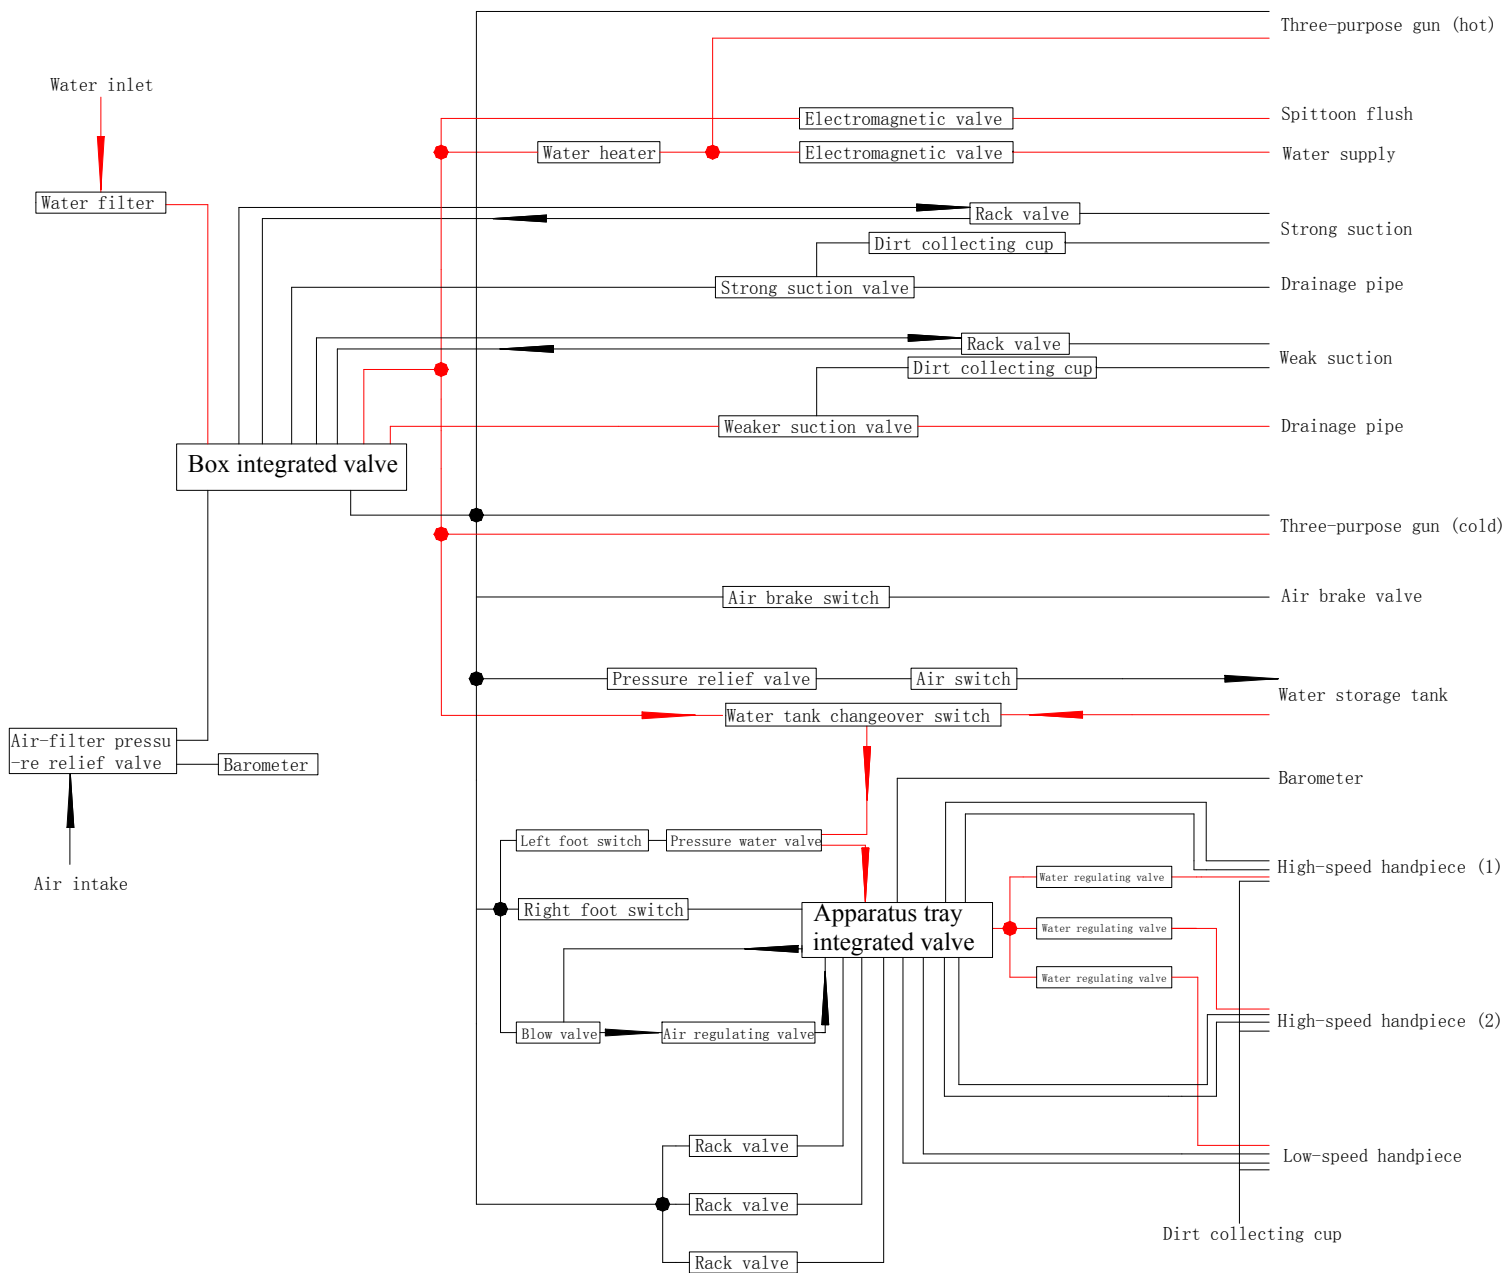 Three-purpose gun (hot)
Water inlet
Electromagnetic valve
Spittoon flush
Water heater
Electromagnetic valve
Water supply
Water filter
Rack valve
Strong suction
Dirt collecting cup
Strong suction valve
Drainage pipe
Rack valve
Weak suction
Dirt collecting cup
Weaker suction valve
Drainage pipe
Box integrated valve
Three-purpose gun (cold)
Air brake switch
Air brake valve
Pressure relief valve
Air switch
Water storage tank
Water tank changeover switch
Air-filter pressu
-re relief valve
Barometer
Barometer
Left foot switch
Pressure water valve
High-speed handpiece (1)
Water regulating valve
Air intake
Right foot switch
Apparatus tray
integrated valve
Water regulating valve
Water regulating valve
Blow valve
Air regulating valve
High-speed handpiece (2)
Rack valve
Low-speed handpiece
Rack valve
Dirt collecting cup
Rack valve